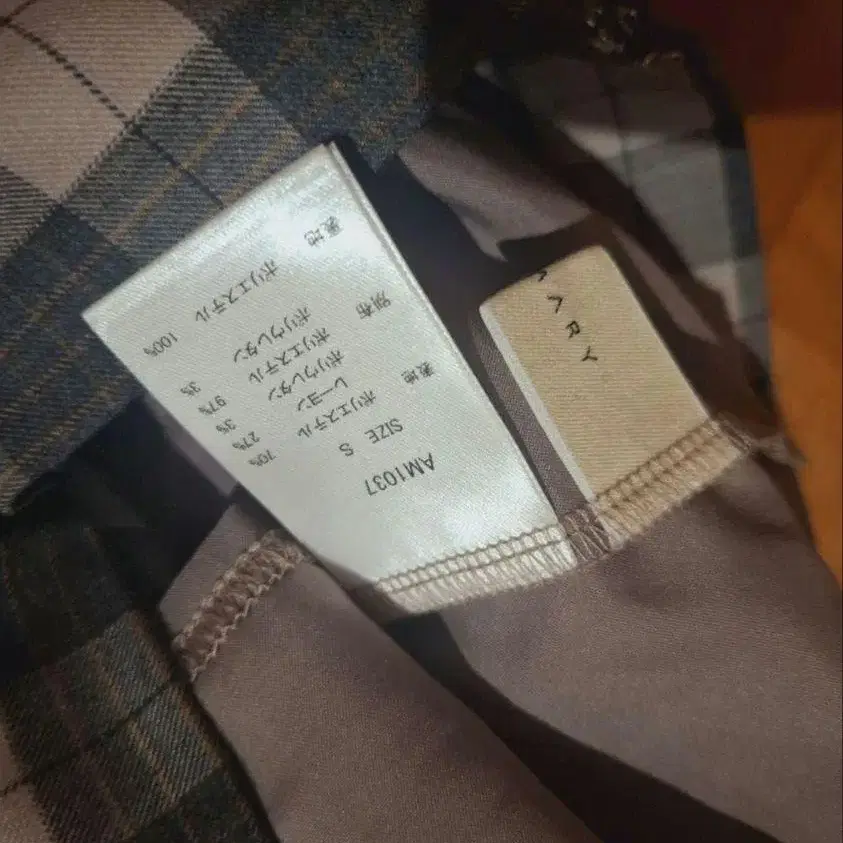 AM1037
SIZE S
表地 ポリエステル 70%
レーヨン 27%
ポリウレタン 3%
別布 ポリエステル 97%
ポリウレタン 3%
裏地 ポリエステル 100%
MARY